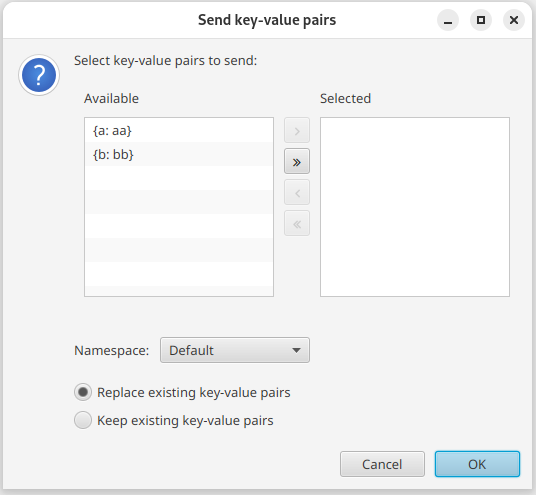 Send key-value pairs
Select key-value pairs to send:
Available
Selected
{a: aa}
{b: bb}
Namespace: Default
Replace existing key-value pairs
Keep existing key-value pairs
Cancel
OK